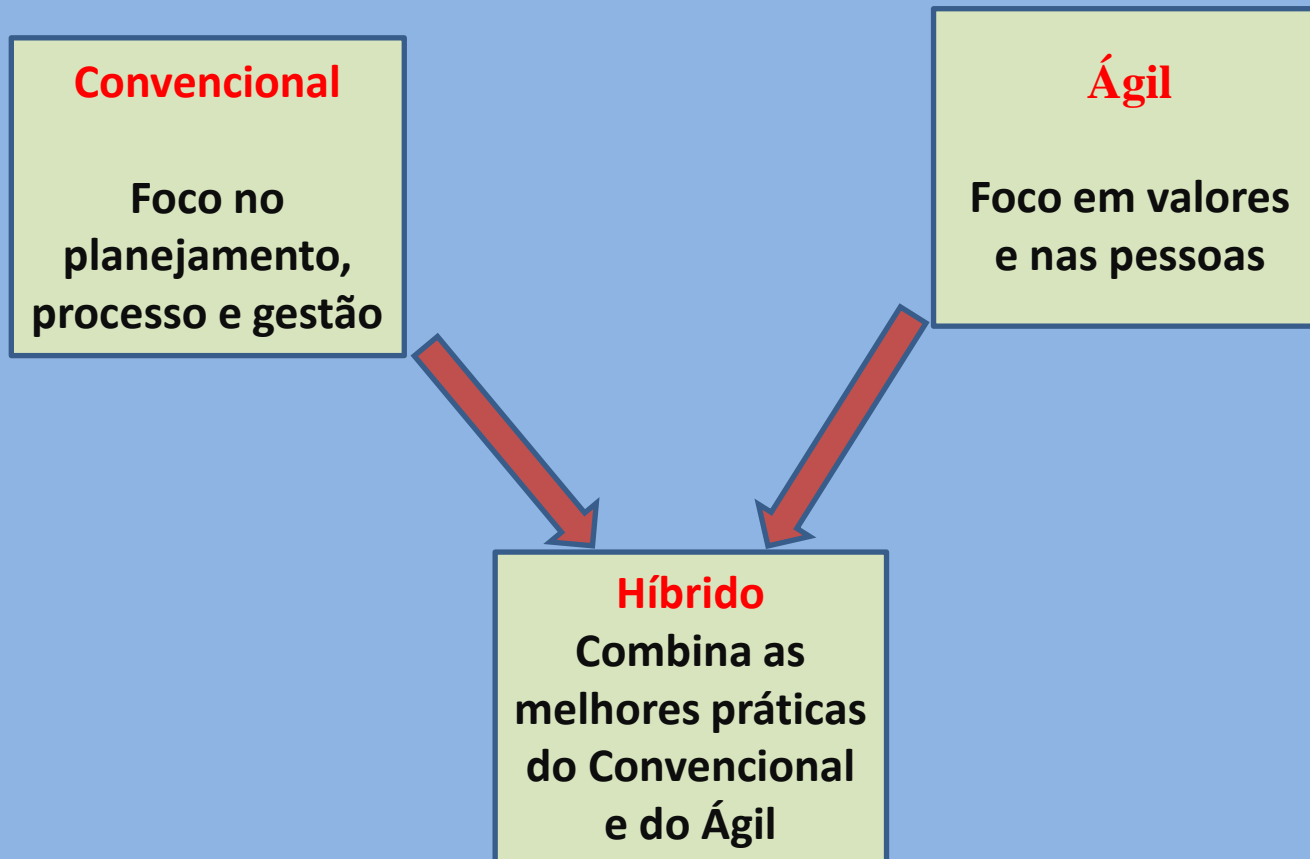 Convencional
Foco no
planejamento,
processo e gestão
Ágil
Foco em valores
e nas pessoas
Híbrido
Combina as
melhores práticas
do Convencional
e do Ágil